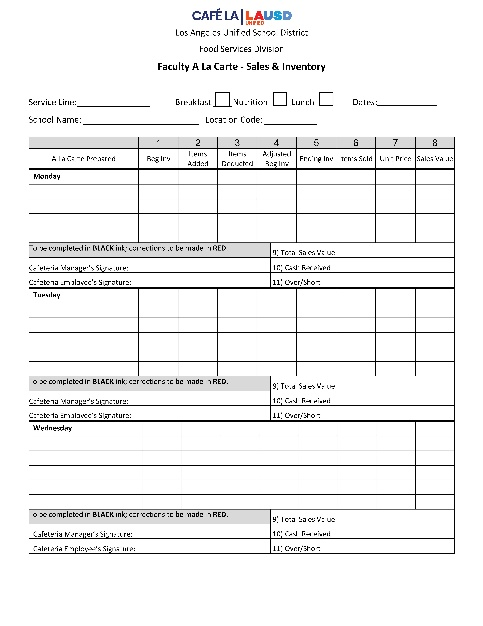 CAFÉ LA LAUSD
UNIFIED
Los Angeles Unified School District
Food Services Division
Faculty A La Carte - Sales & Inventory
Service Line: Breakfast Nutrition Lunch Dates:
School Name: Location Code:
1 2 3 4 5 6 7 8
A La Carte Prepared Beg Inv Items Added Items Deducted Adjusted Beg Inv Ending Inv Items Sold Unit Price Sales Value
Monday
To be completed in BLACK ink; corrections to be made in RED 9) Total Sales Value
Cafeteria Manager's Signature: 10) Cash Received
Cafeteria Employee's Signature: 11) Over/Short
Tuesday
To be completed in BLACK ink; corrections to be made in RED. 9) Total Sales Value
Cafeteria Manager's Signature: 10) Cash Received
Cafeteria Employee's Signature: 11) Over/Short
Wednesday
To be completed in BLACK ink; corrections to be made in RED. 9) Total Sales Value
Cafeteria Manager's Signature: 10) Cash Received
Cafeteria Employee's Signature: 11) Over/Short